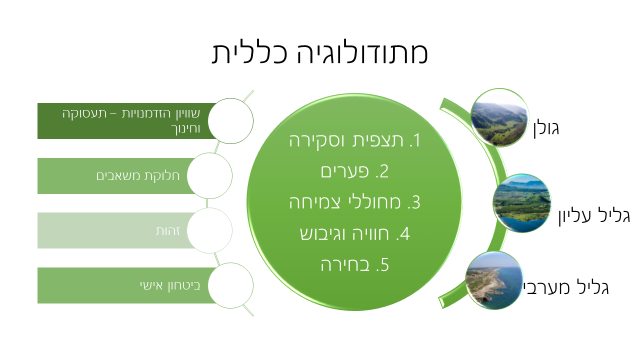 מתודולוגיה כללית
גולן
גליל עליון
גליל מערבי
1. תצפית וסקירה
2. פערים
3. מחוללי צמיחה
4. חוויה וגיבוש
5. בחירה
שוויון הזדמנויות – תעסוקה
וחינוך
חלוקת משאבים
זהות
ביטחון אישי